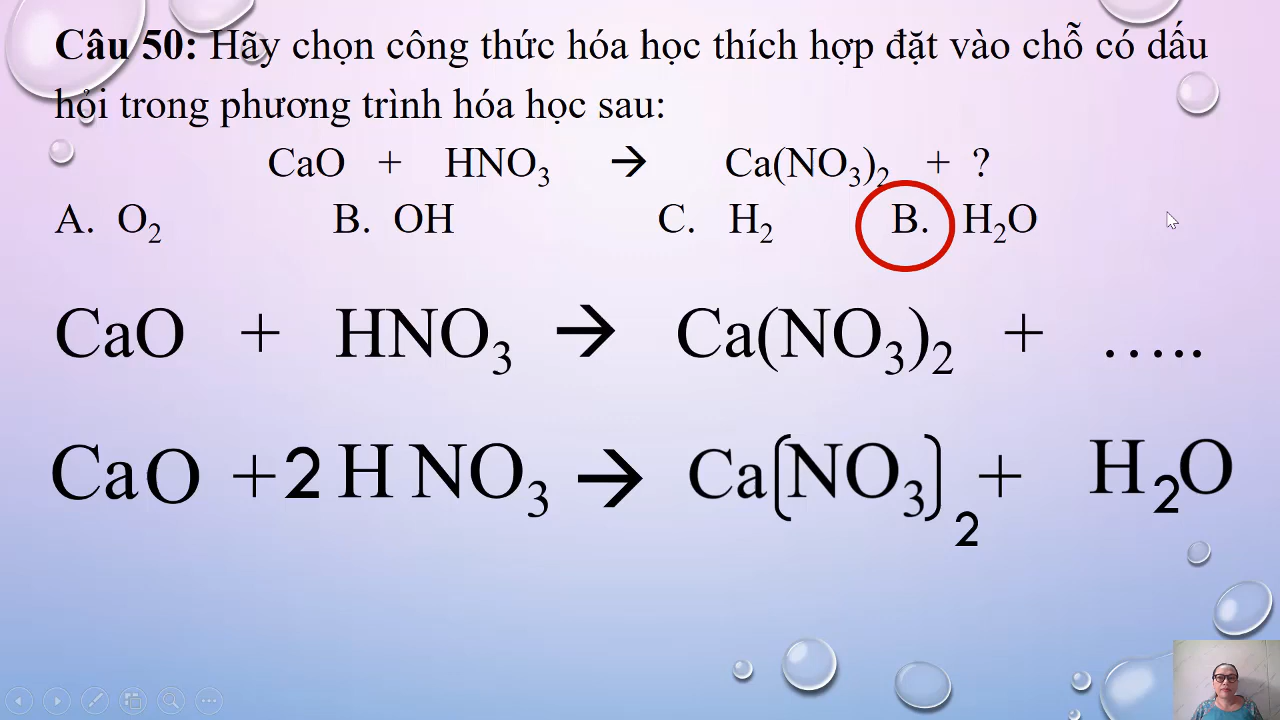 Câu 50: Hãy chọn công thức hóa học thích hợp đặt vào chỗ có dấu
hỏi trong phương trình hóa học sau:
CaO + HNO₃ → Ca(NO₃)₂ + ?
A. O₂ B. OH C. H₂ B. H₂O
CaO + HNO₃ → Ca(NO₃)₂ + …..
CaO + 2 H NO₃ → Ca(NO₃)₂ + H₂O